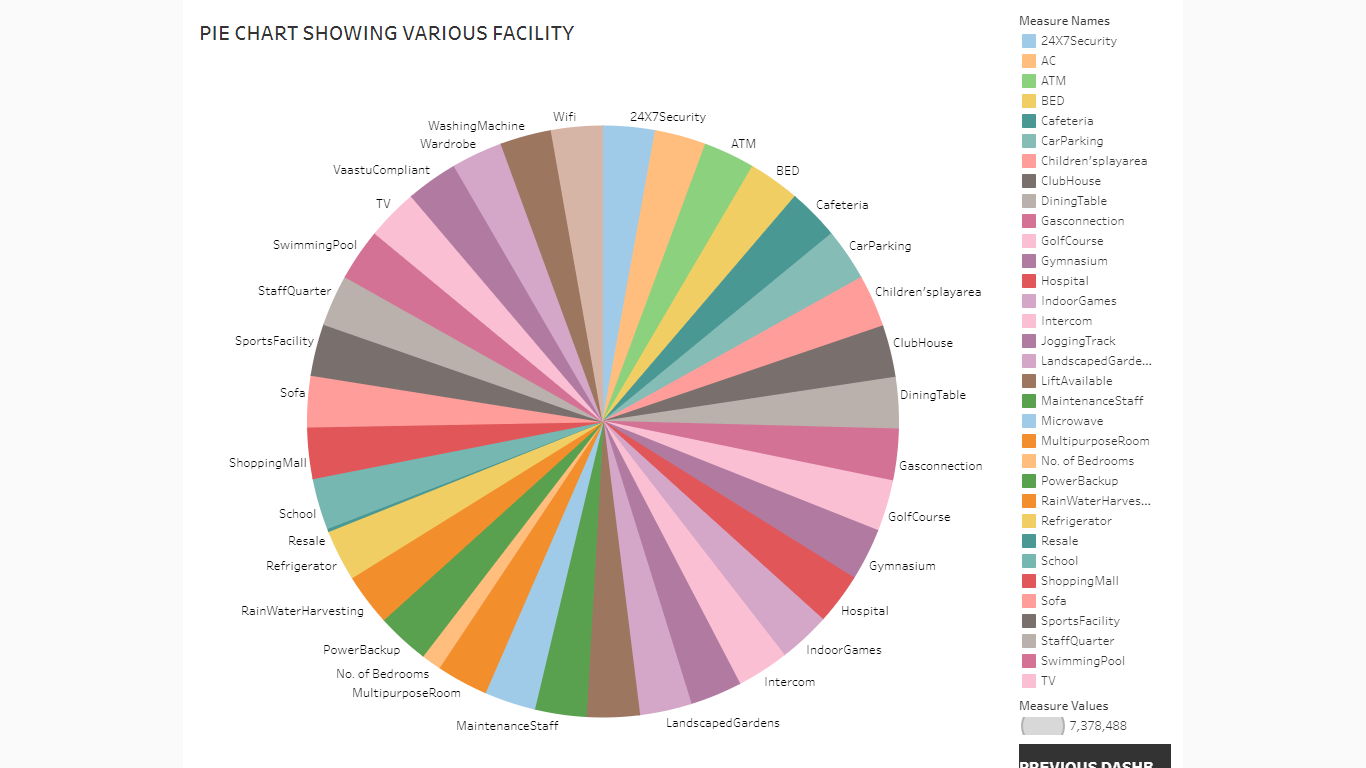 PIE CHART SHOWING VARIOUS FACILITY
Wifi
24X7Security
WashingMachine
Wardrobe
ATM
VaastuCompliant
BED
TV
Cafeteria
SwimmingPool
CarParking
StaffQuarter
Children'splayarea
SportsFacility
ClubHouse
Sofa
DiningTable
ShoppingMall
Gasconnection
School
GolfCourse
Resale
Refrigerator
Gymnasium
RainWaterHarvesting
Hospital
PowerBackup
IndoorGames
No. of Bedrooms
Intercom
MultipurposeRoom
MaintenanceStaff
LandscapedGardens
Measure Names
24X7Security
AC
ATM
BED
Cafeteria
CarParking
Children'splayarea
ClubHouse
DiningTable
Gasconnection
GolfCourse
Gymnasium
Hospital
IndoorGames
Intercom
JoggingTrack
LandscapedGarde...
LiftAvailable
MaintenanceStaff
Microwave
MultipurposeRoom
No. of Bedrooms
PowerBackup
RainWaterHarves...
Refrigerator
Resale
School
ShoppingMall
Sofa
SportsFacility
StaffQuarter
SwimmingPool
TV
Measure Values
7,378,488
PREVIOUS DASHB